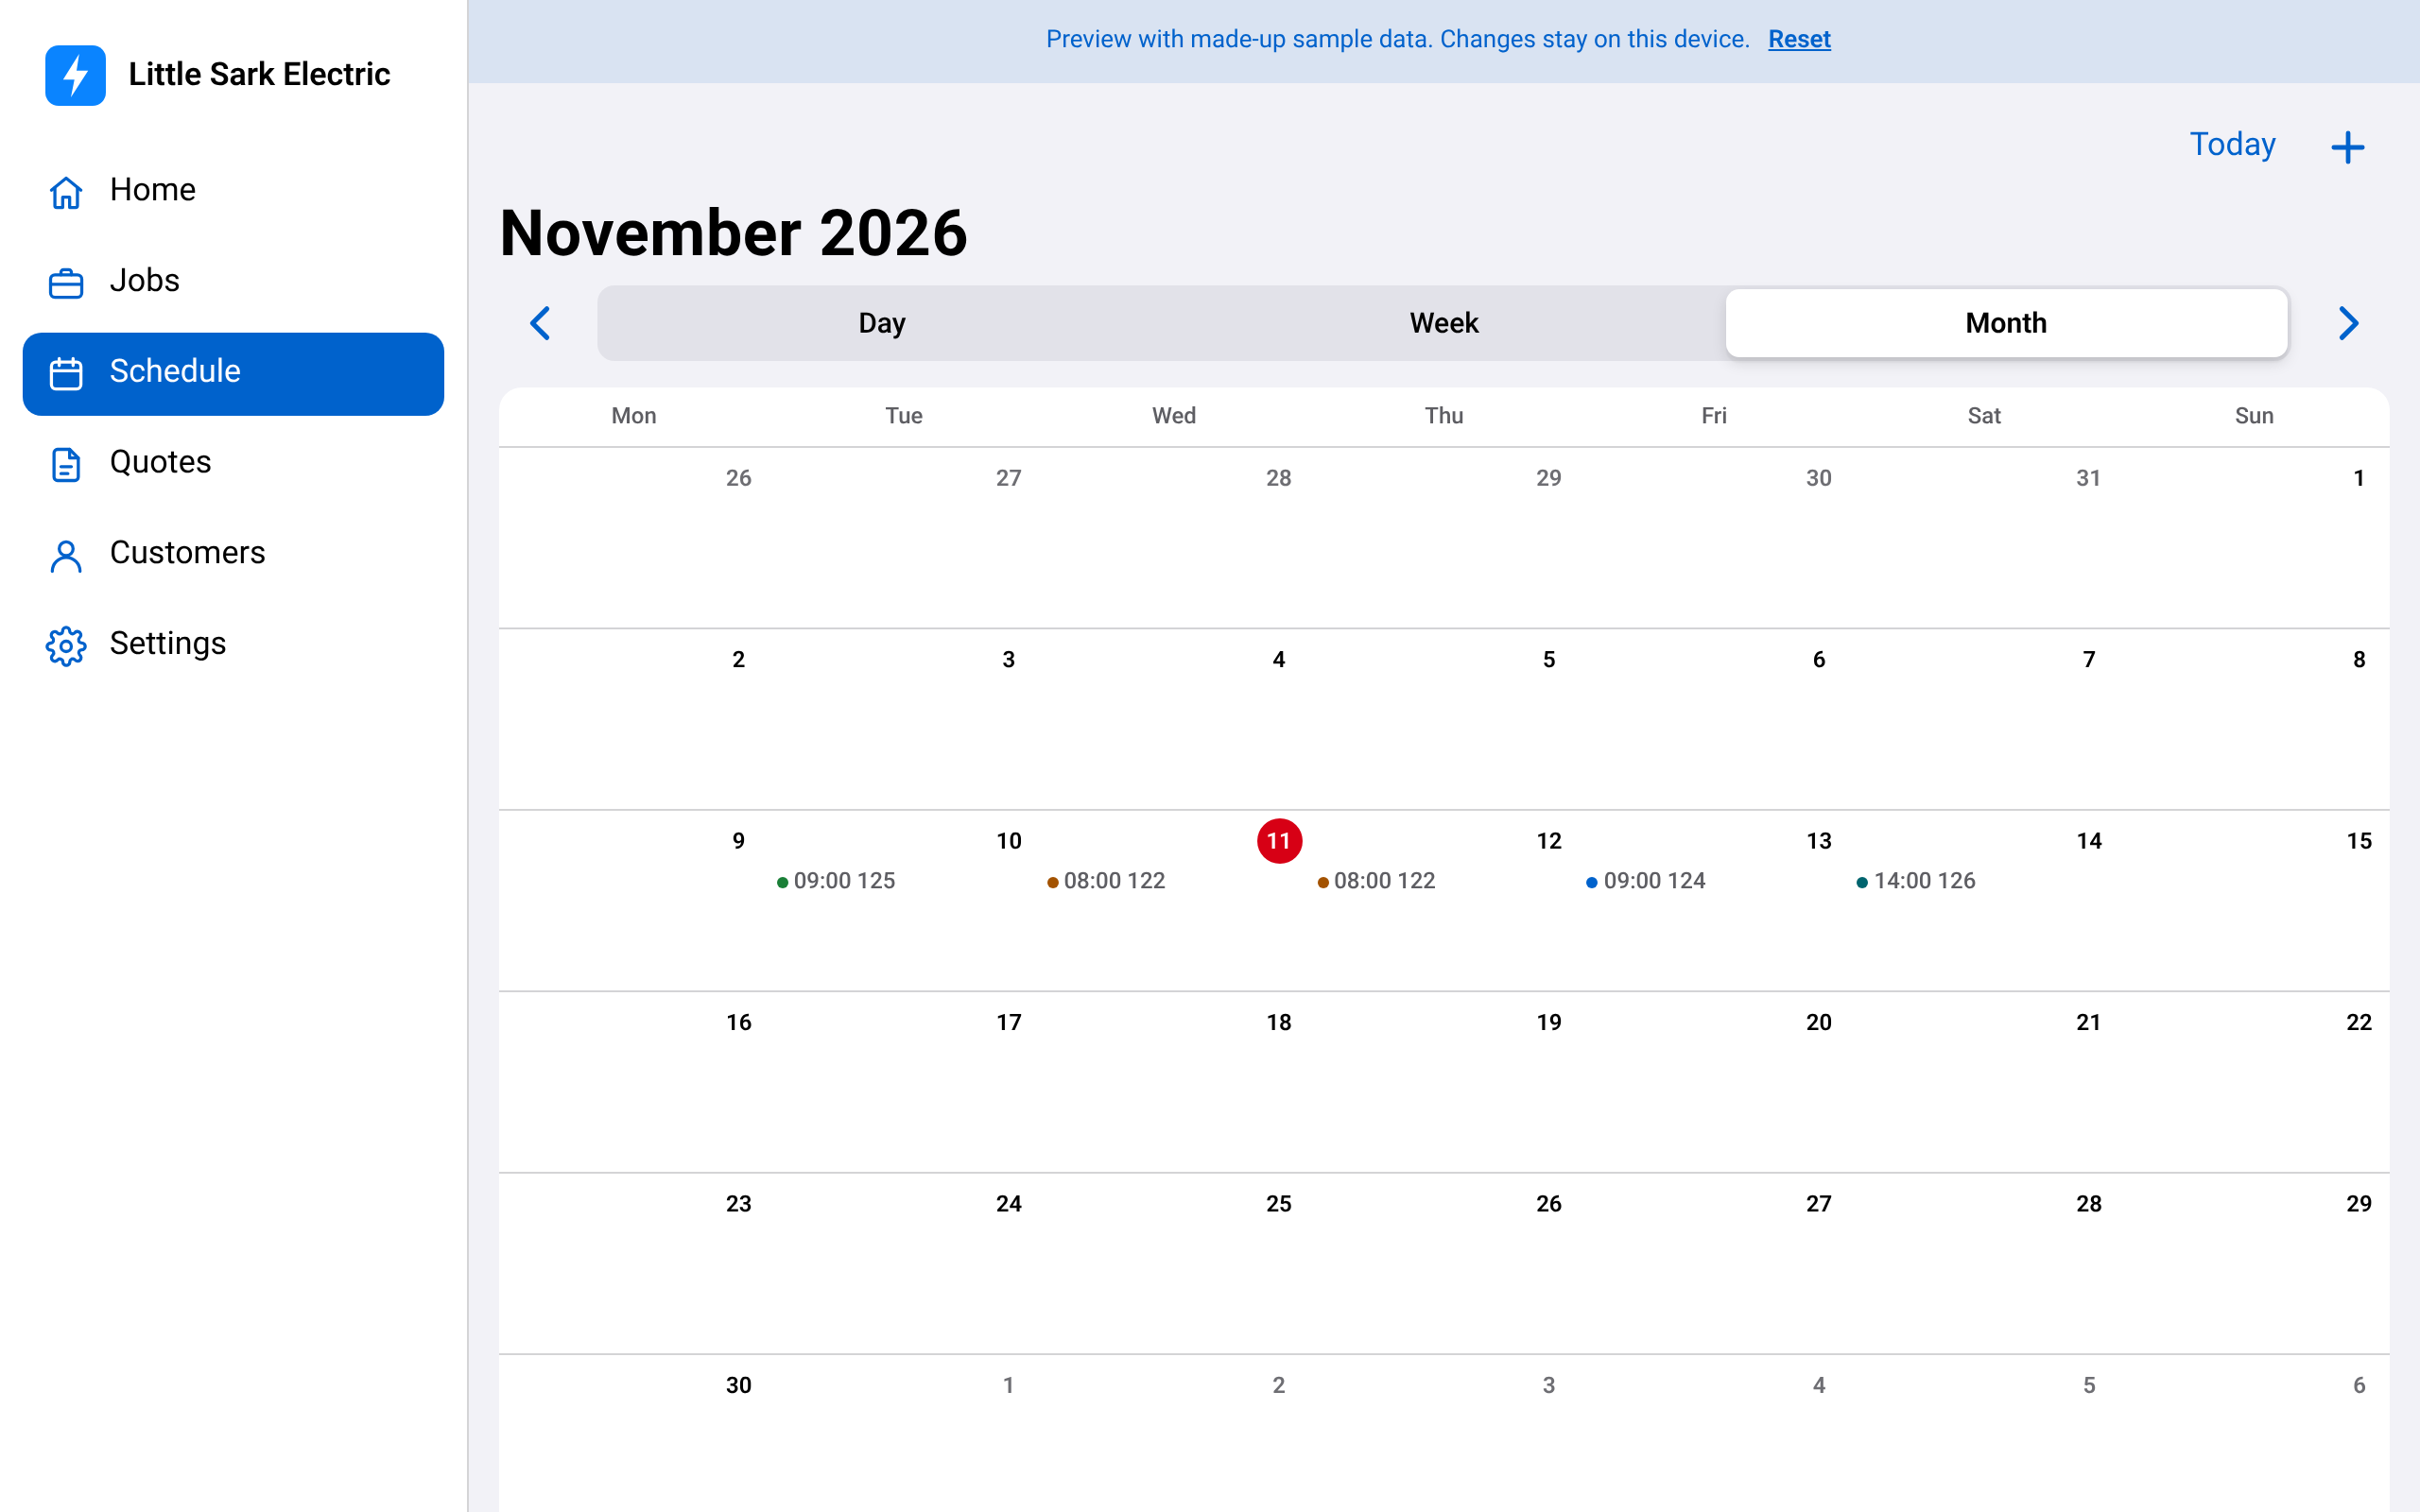 Little Sark Electric
Home
Jobs
Schedule
Quotes
Customers
Settings
Preview with made-up sample data. Changes stay on this device. Reset
Today
November 2026
Day Week Month
Mon Tue Wed Thu Fri Sat Sun
26 27 28 29 30 31 1
2 3 4 5 6 7 8
9 10 11 12 13 14 15
09:00 125 08:00 122 08:00 122 09:00 124 14:00 126
16 17 18 19 20 21 22
23 24 25 26 27 28 29
30 1 2 3 4 5 6